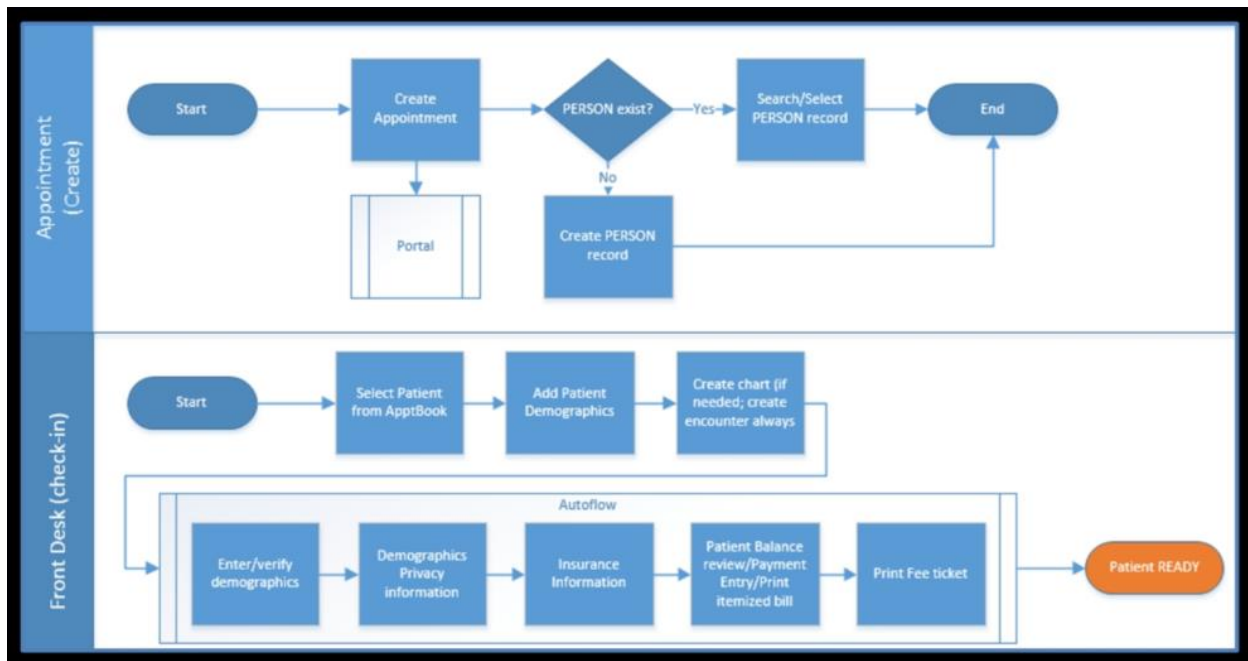 Appointment
(Create)
Start
Create
Appointment
PERSON exist?
Yes
Search/Select
PERSON record
End
No
Portal
Create PERSON
record
Front Desk (check-in)
Start
Select Patient
from ApptBook
Add Patient
Demographics
Create chart (if
needed; create
encounter always
Autoflow
Enter/verify
demographics
Demographics
Privacy
information
Insurance
Information
Patient Balance
review/Payment
Entry/Print
itemized bill
Print Fee ticket
Patient READY